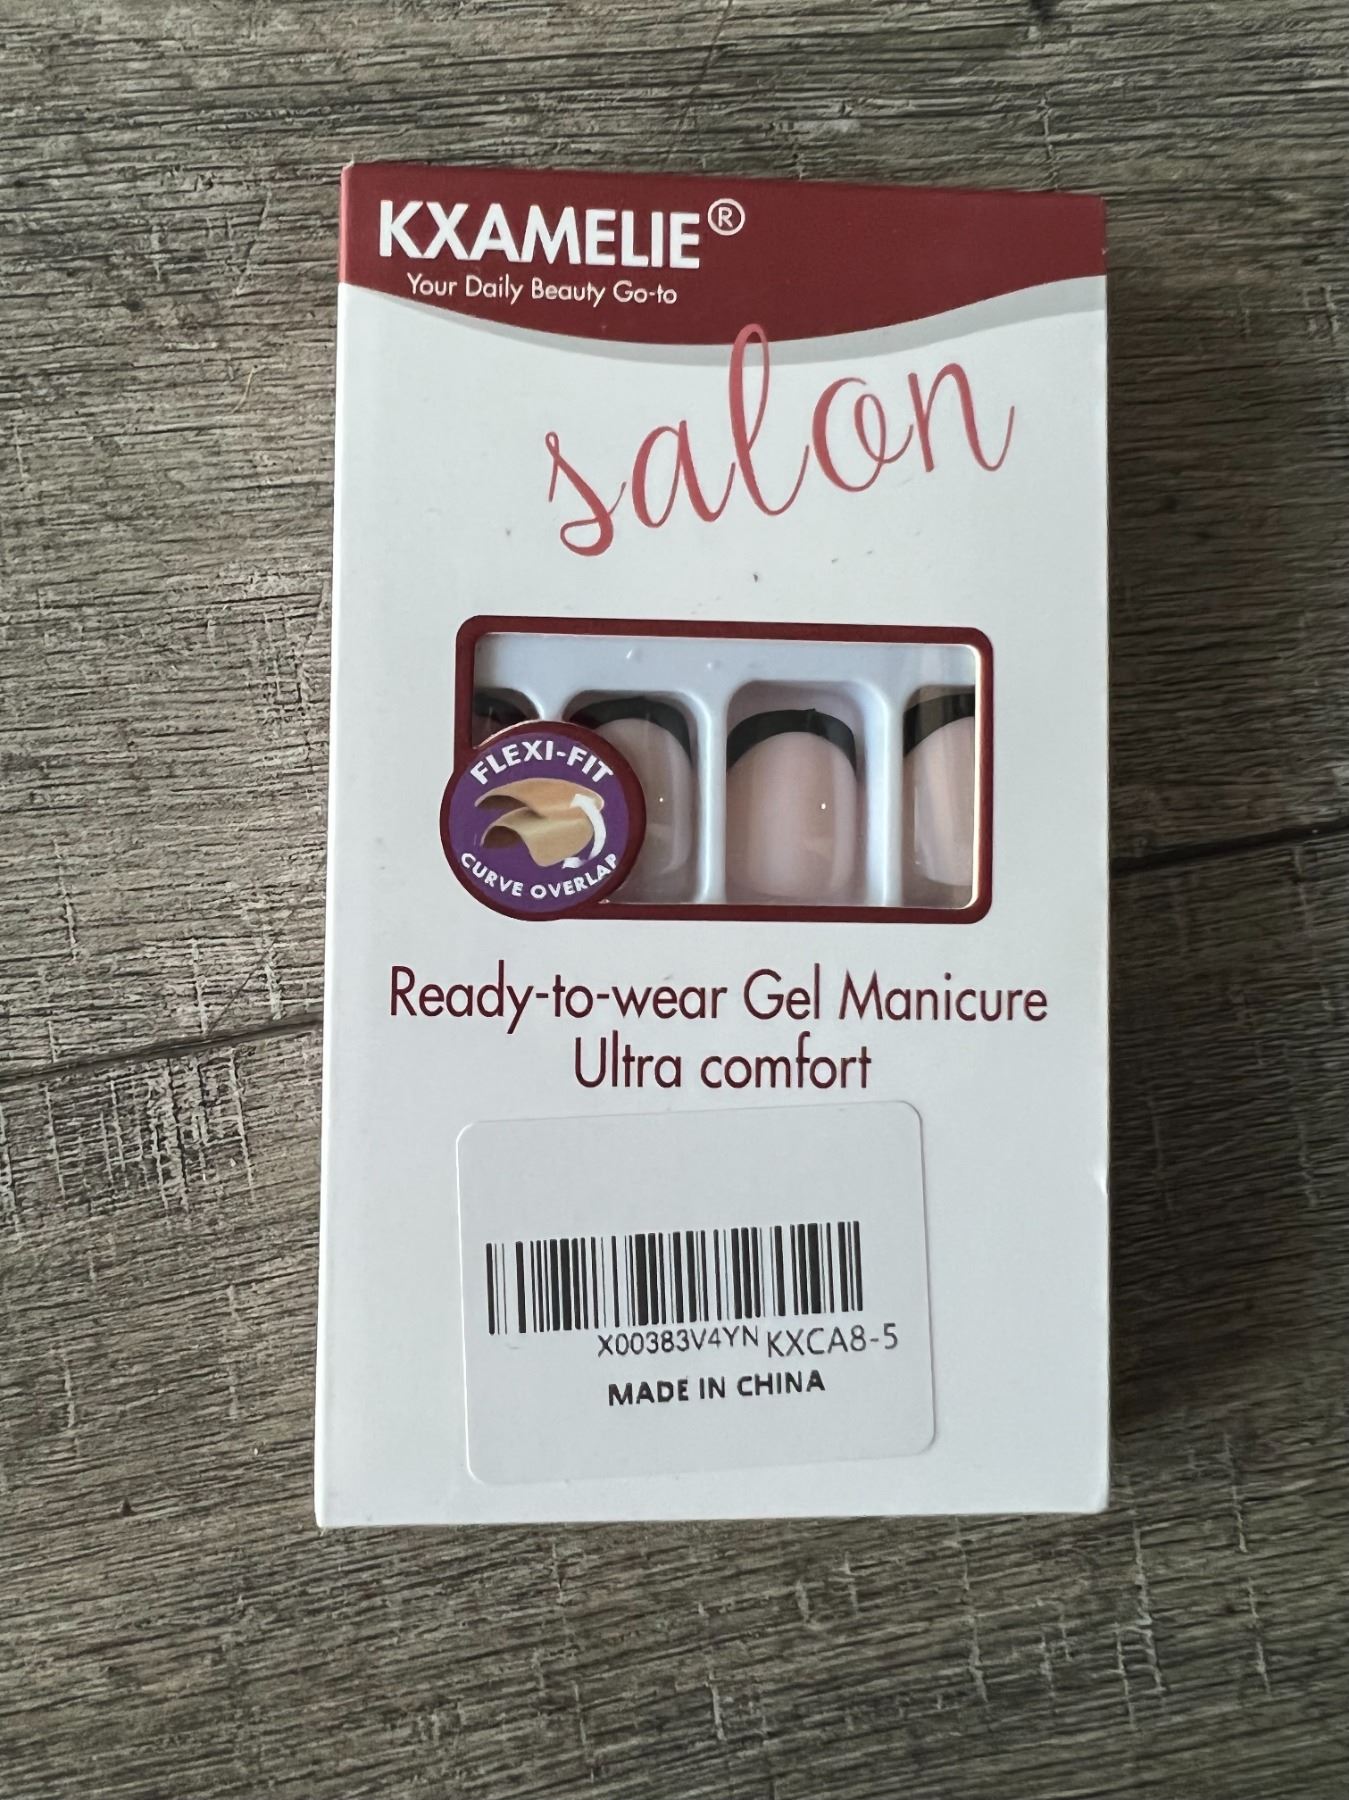 KXAMELIE®
Your Daily Beauty Go-to
salon
FLEXI-FIT
CURVE OVERLAP
Ready-to-wear Gel Manicure
Ultra comfort
X00383V4YN KXCA8-5
MADE IN CHINA